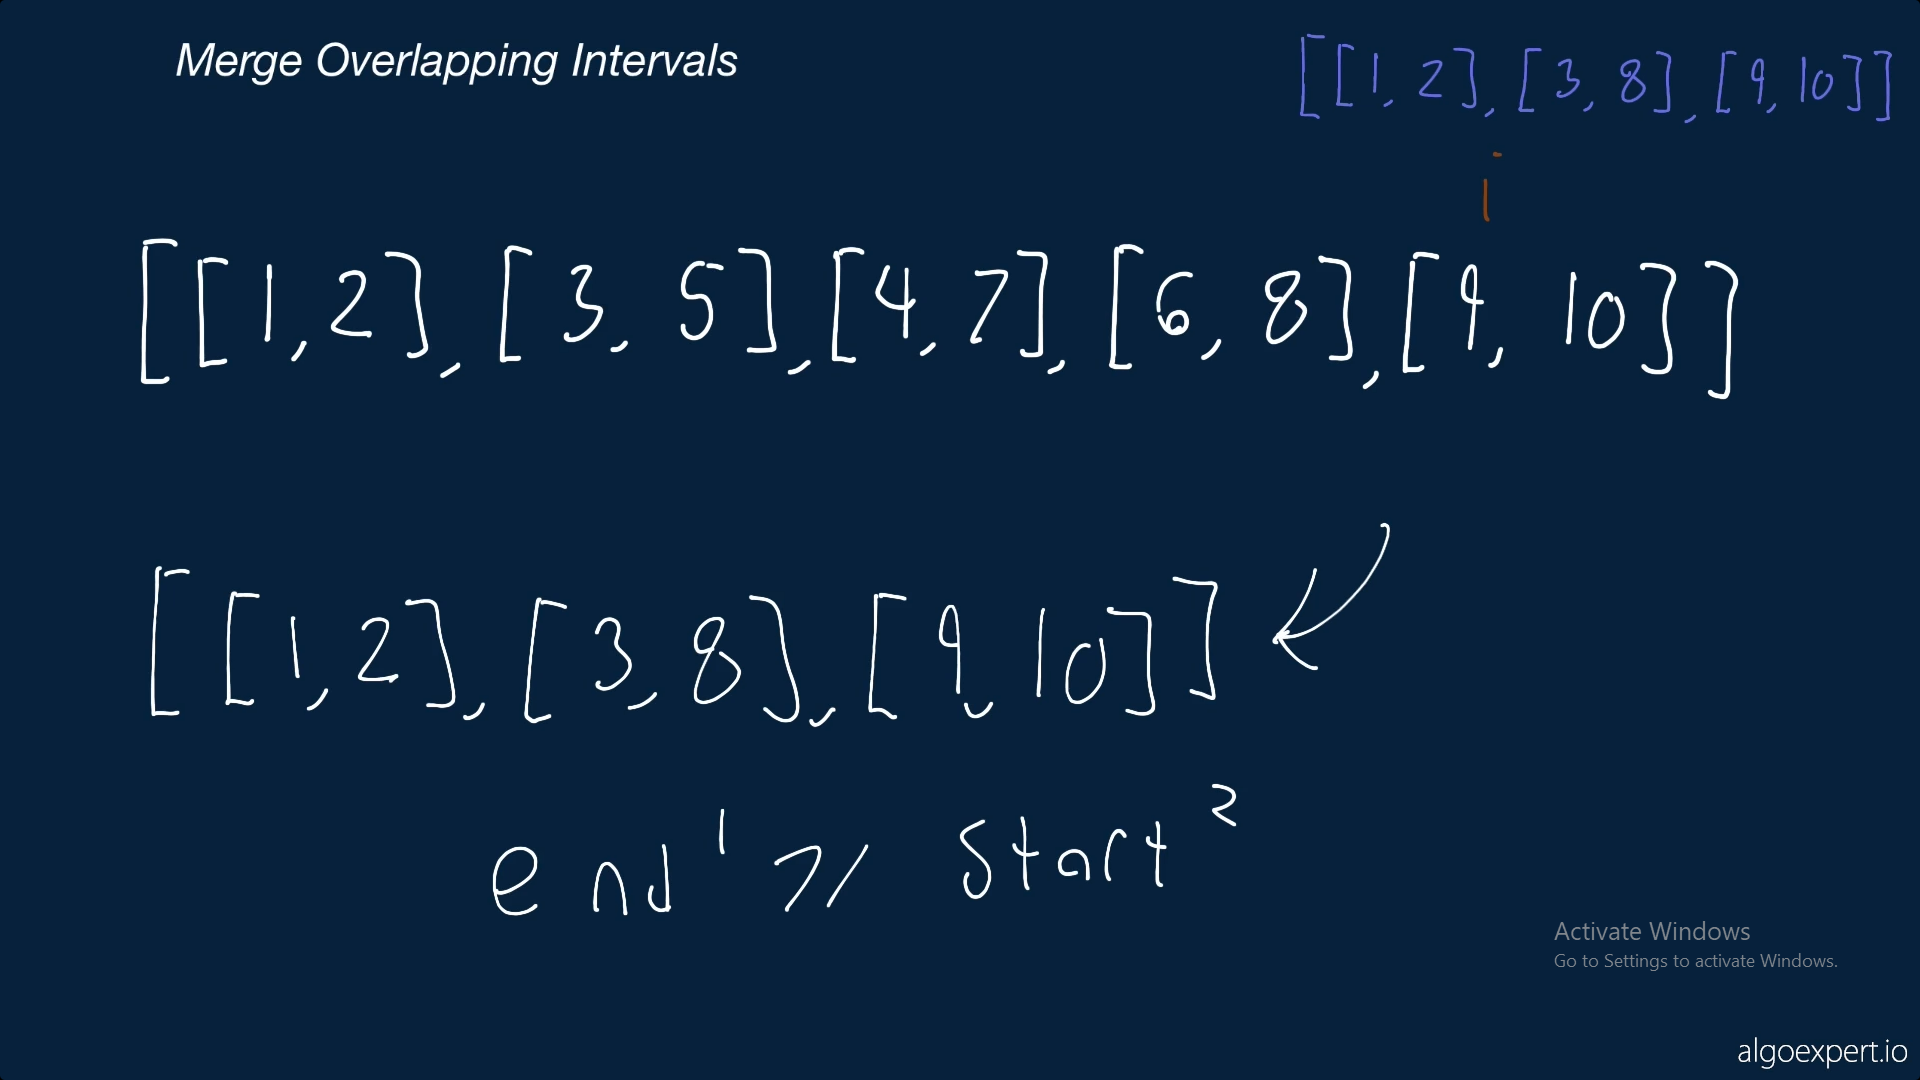 Merge Overlapping Intervals
[[1, 2], [3, 8], [9, 10]]
i
[[1, 2], [3, 5], [4, 7], [6, 8], [9, 10]]
[[1, 2], [3, 8], [9, 10]]
end¹ ⩾ Start²
Activate Windows
Go to Settings to activate Windows.
algoexpert.io